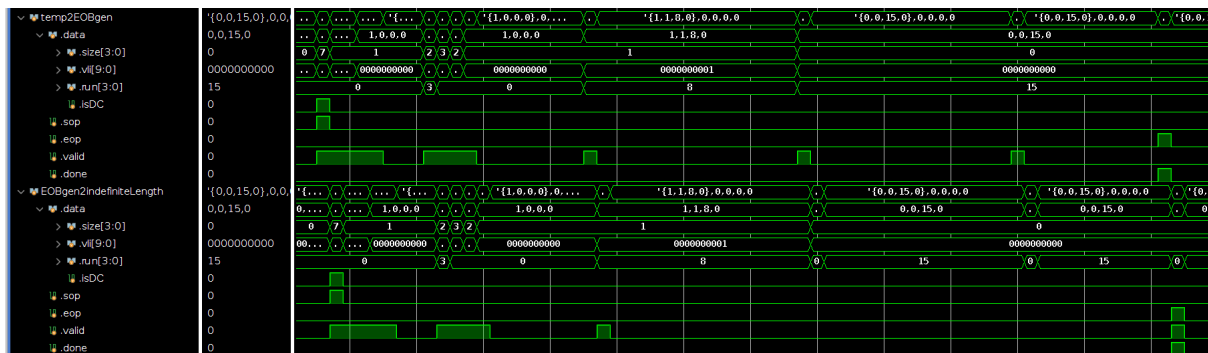 temp2EOBgen '{0,0,15,0},0,0, ... . ... ... '{... . . . '{1,0,0,0},0,... . '{1,1,8,0},0,0,0,0 . '{0,0,15,0},0,0,0,0 . '{0,0,15,0},0,0,0,0 . '{0,0,
.data 0,0,15,0 .. . ... 1,0,0,0 . . . 1,0,0,0 1,1,8,0 0,0,15,0
.size[3:0] 0 0 7 1 2 3 2 1 0
.vli[9:0] 0000000000 .. . ... 0000000000 . . . 0000000000 0000000001 0000000000
.run[3:0] 15 0 3 0 8 15
.isDC 0
.sop 0
.eop 0
.valid 0
.done 0
EOBgen2indefiniteLength '{0,0,15,0},0,0, '{... . ... ... '{... . . . '{1,0,0,0},0,... . '{1,1,8,0},0,0,0,0 . '{0,0,15,0},0,0,0,0 . '{0,0,15,0},0,0,0,0 . '{0,
.data 0,0,15,0 0,... . ... 1,0,0,0 . . . 1,0,0,0 1,1,8,0 . 0,0,15,0 . 0,0,15,0 . 0
.size[3:0] 0 0 7 1 2 3 2 1 0
.vli[9:0] 0000000000 00... . ... 0000000000 . . . 0000000000 0000000001 0000000000
.run[3:0] 15 0 3 0 8 0 15 0 15 0
.isDC 0
.sop 0
.eop 0
.valid 0
.done 0